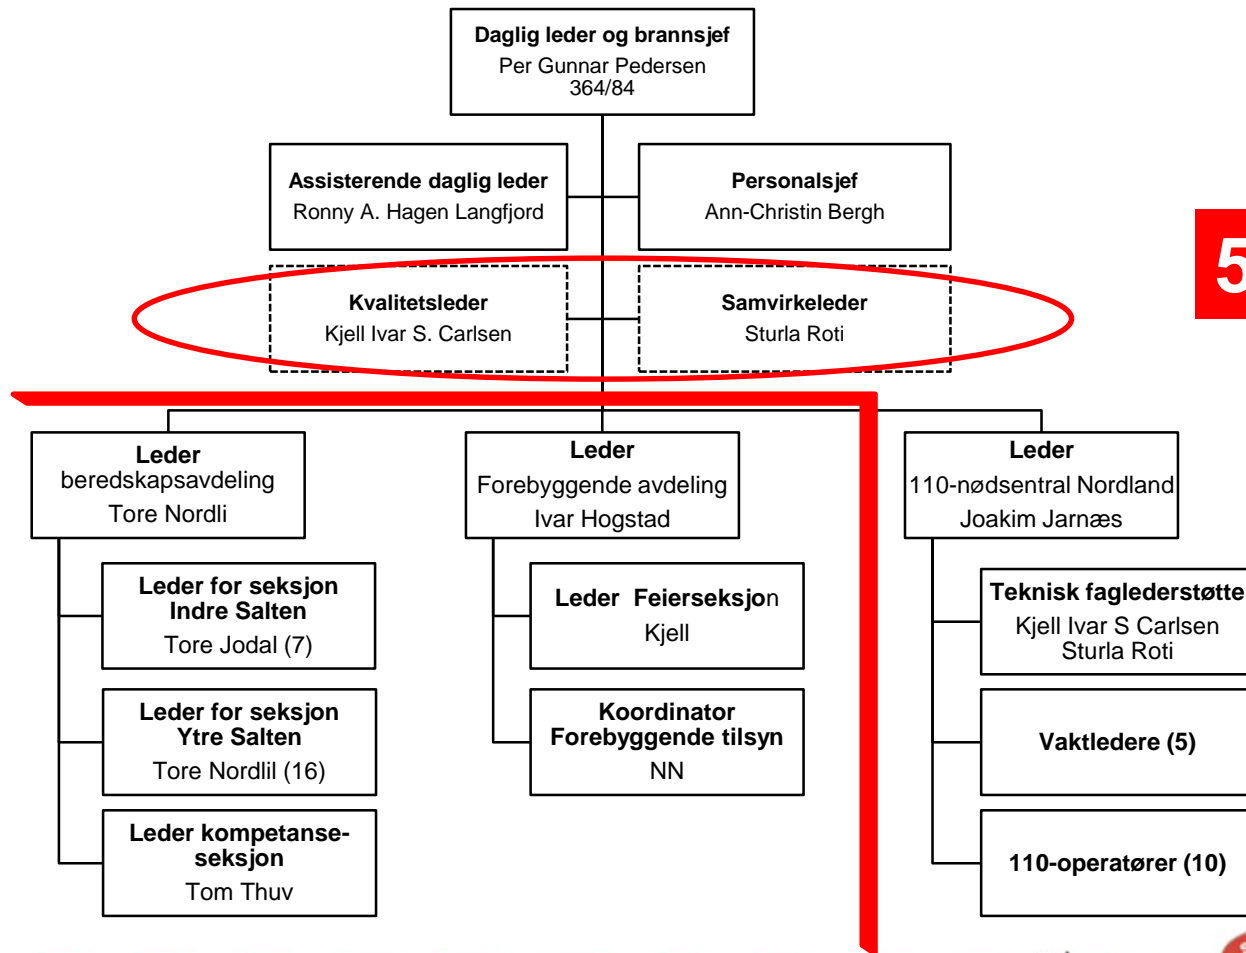 Daglig leder og brannsjef
Per Gunnar Pedersen
364/84
Assisterende daglig leder
Ronny A. Hagen Langfjord
Personalsjef
Ann-Christin Bergh
5
Kvalitetsleder
Kjell Ivar S. Carlsen
Samvirkeleder
Sturla Roti
Leder
beredskapsavdeling
Tore Nordli
Leder
Forebyggende avdeling
Ivar Hogstad
Leder
110-nødsentral Nordland
Joakim Jarnæs
Leder for seksjon
Indre Salten
Tore Jodal (7)
Leder Feierseksjon
Kjell
Teknisk faglederstøtte
Kjell Ivar S Carlsen
Sturla Roti
Leder for seksjon
Ytre Salten
Tore Nordlil (16)
Koordinator
Forebyggende tilsyn
NN
Vaktledere (5)
Leder kompetanse-
seksjon
Tom Thuv
110-operatører (10)